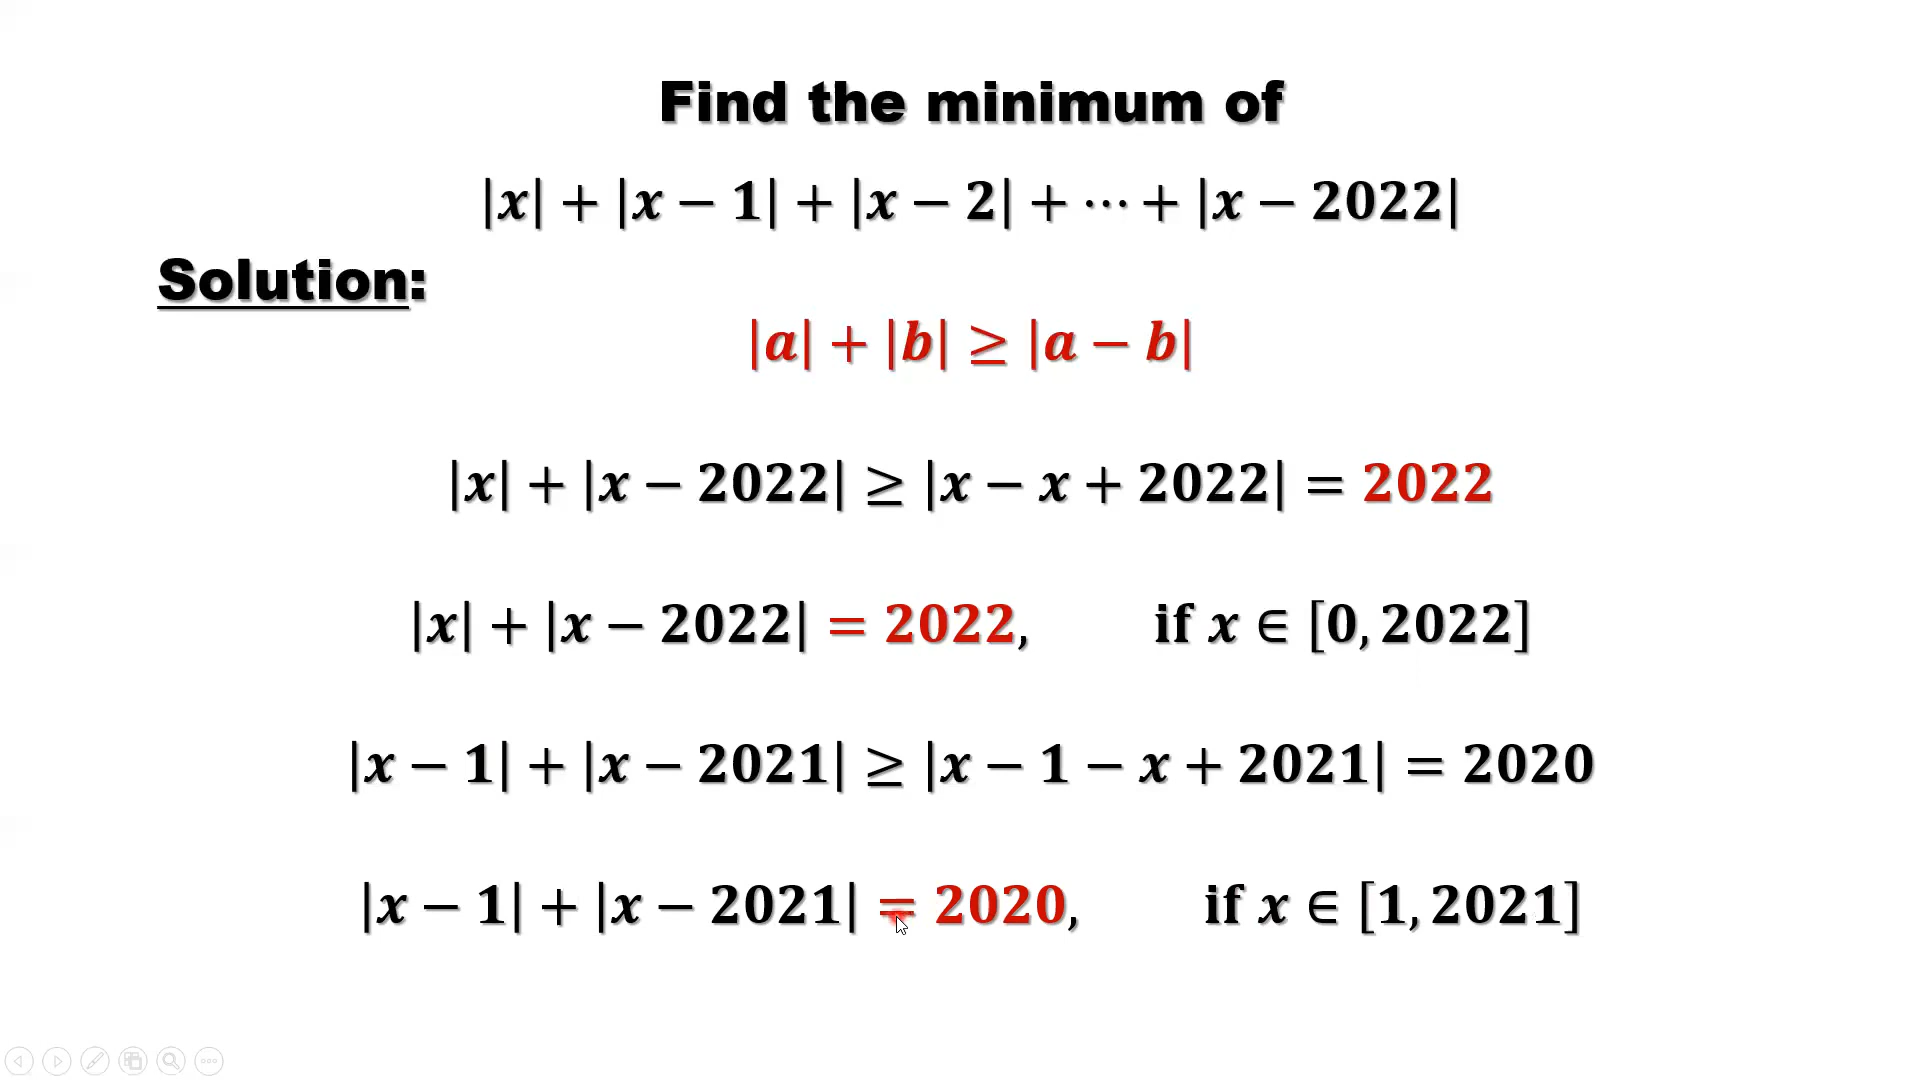 Find the minimum of
|x| + |x − 1| + |x − 2| + ⋯ + |x − 2022|
Solution:
|a| + |b| ≥ |a − b|
|x| + |x − 2022| ≥ |x − x + 2022| = 2022
|x| + |x − 2022| = 2022, if x ∈ [0, 2022]
|x − 1| + |x − 2021| ≥ |x − 1 − x + 2021| = 2020
|x − 1| + |x − 2021| = 2020, if x ∈ [1, 2021]